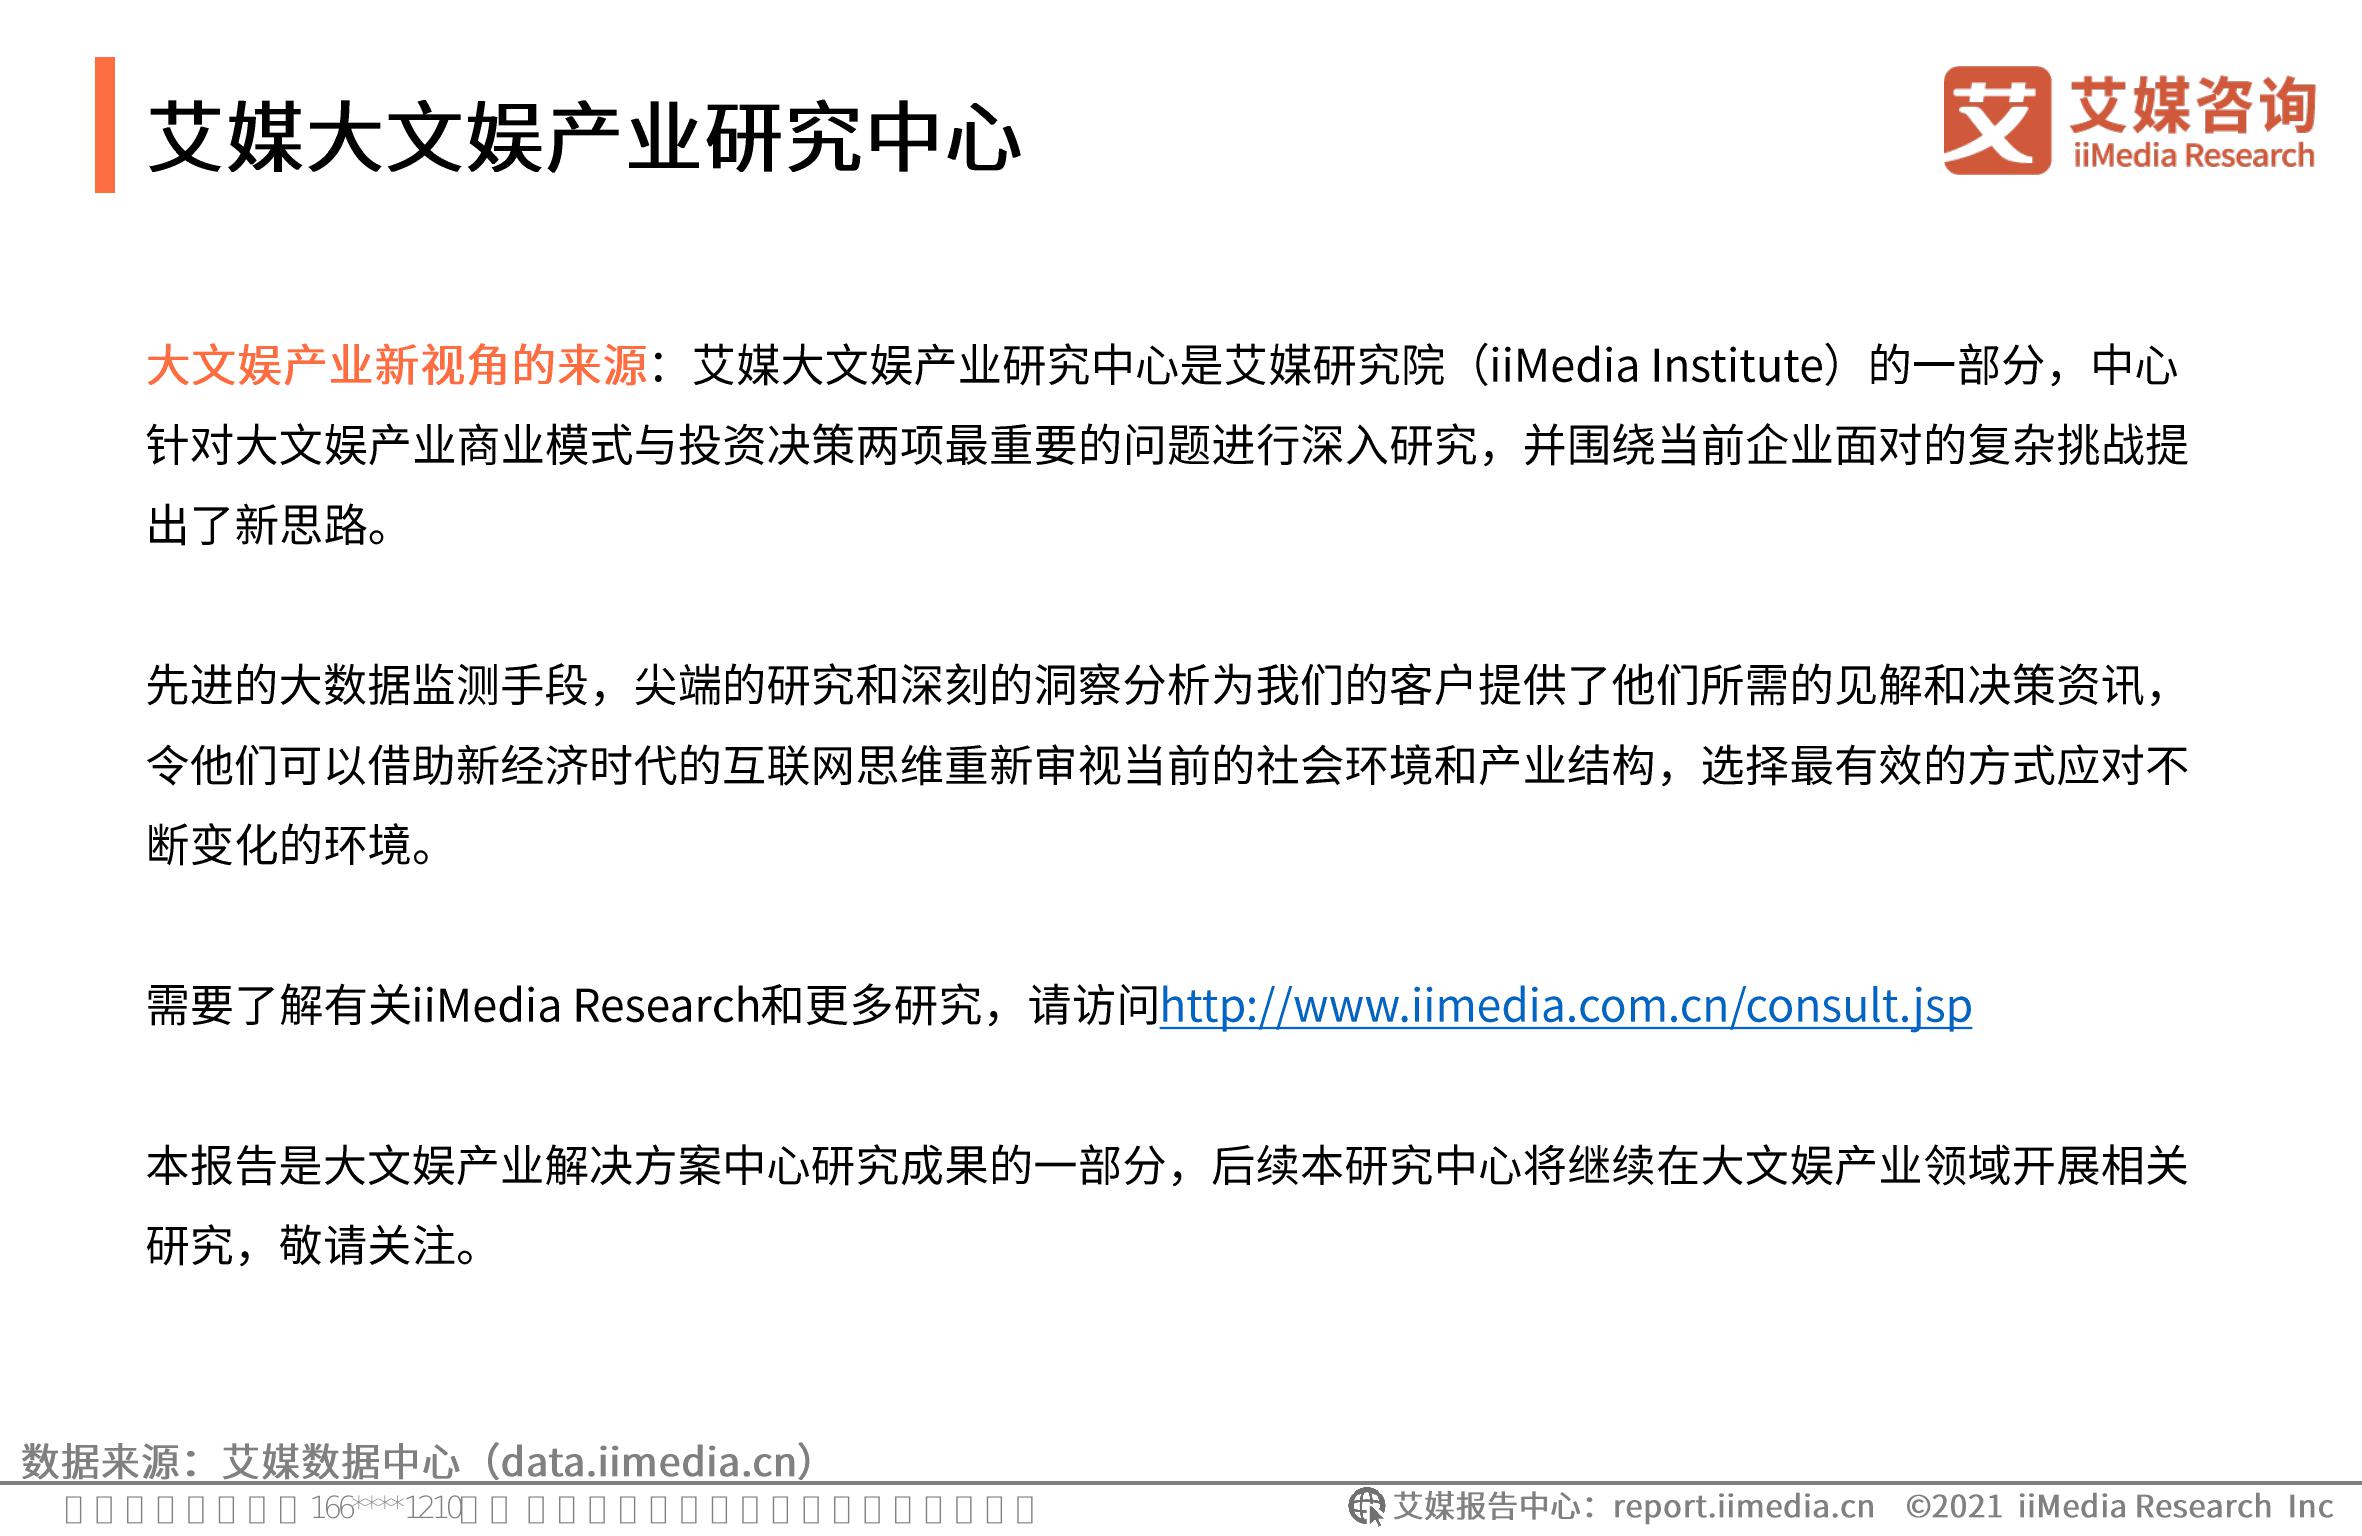 艾媒大文娱产业研究中心
艾
艾媒咨询
iiMedia Research
大文娱产业新视角的来源：艾媒大文娱产业研究中心是艾媒研究院（iiMedia Institute）的一部分，中心
针对大文娱产业商业模式与投资决策两项最重要的问题进行深入研究，并围绕当前企业面对的复杂挑战提
出了新思路。
先进的大数据监测手段，尖端的研究和深刻的洞察分析为我们的客户提供了他们所需的见解和决策资讯，
令他们可以借助新经济时代的互联网思维重新审视当前的社会环境和产业结构，选择最有效的方式应对不
断变化的环境。
需要了解有关iiMedia Research和更多研究，请访问http://www.iimedia.com.cn/consult.jsp
本报告是大文娱产业解决方案中心研究成果的一部分，后续本研究中心将继续在大文娱产业领域开展相关
研究，敬请关注。
数据来源：艾媒数据中心（data.iimedia.cn）
166****1210
艾媒报告中心：report.iimedia.cn ©2021 iiMedia Research Inc